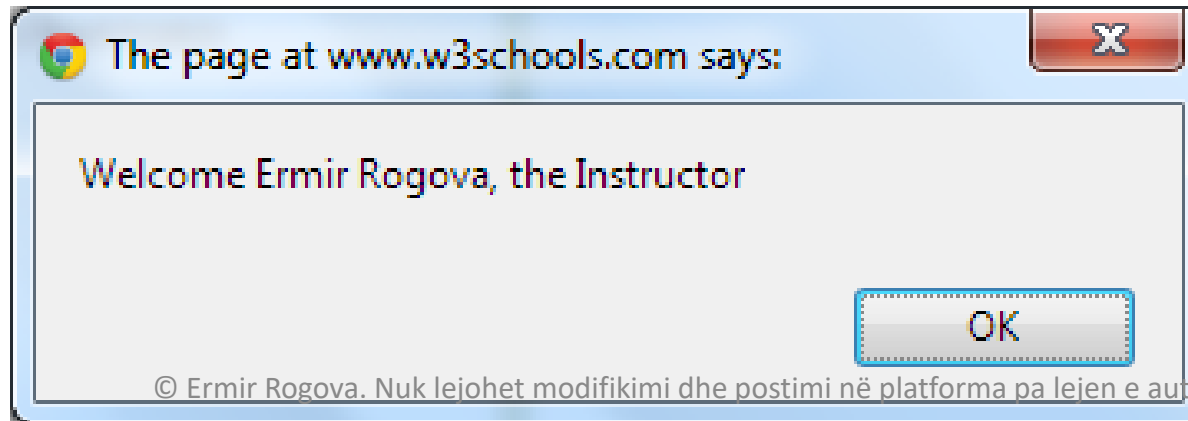 The page at www.w3schools.com says:
Welcome Ermir Rogova, the Instructor
OK
© Ermir Rogova. Nuk lejohet modifikimi dhe postimi në platforma pa lejen e